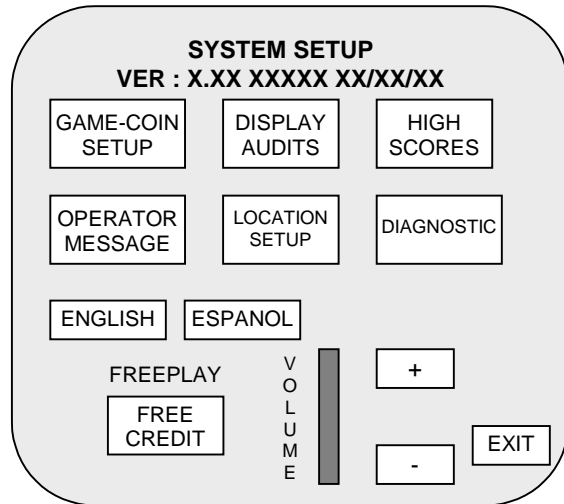 SYSTEM SETUP
VER : X.XX XXXXX XX/XX/XX
GAME-COIN
SETUP
DISPLAY
AUDITS
HIGH
SCORES
OPERATOR
MESSAGE
LOCATION
SETUP
DIAGNOSTIC
ENGLISH
ESPANOL
FREEPLAY
FREE
CREDIT
VOLUME
+
-
EXIT